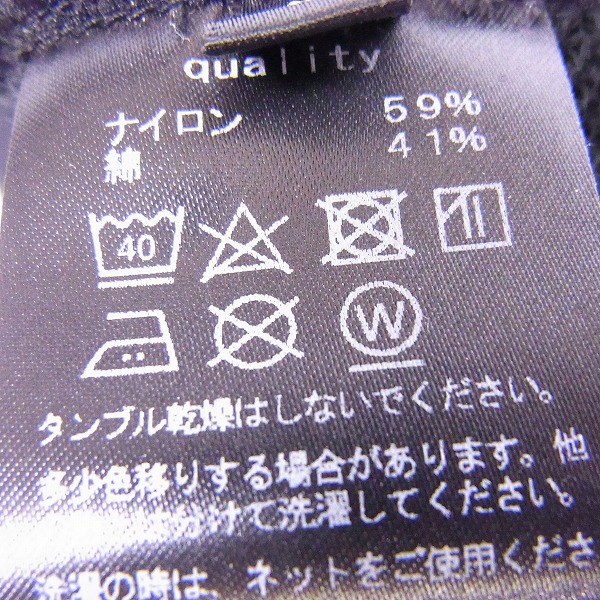 quality
ナイロン 59%
綿 41%
40
W
タンブル乾燥はしないでください。
多少色移りする場合があります。他
分けて洗濯してください。
洗濯の時は、ネットをご使用くださ